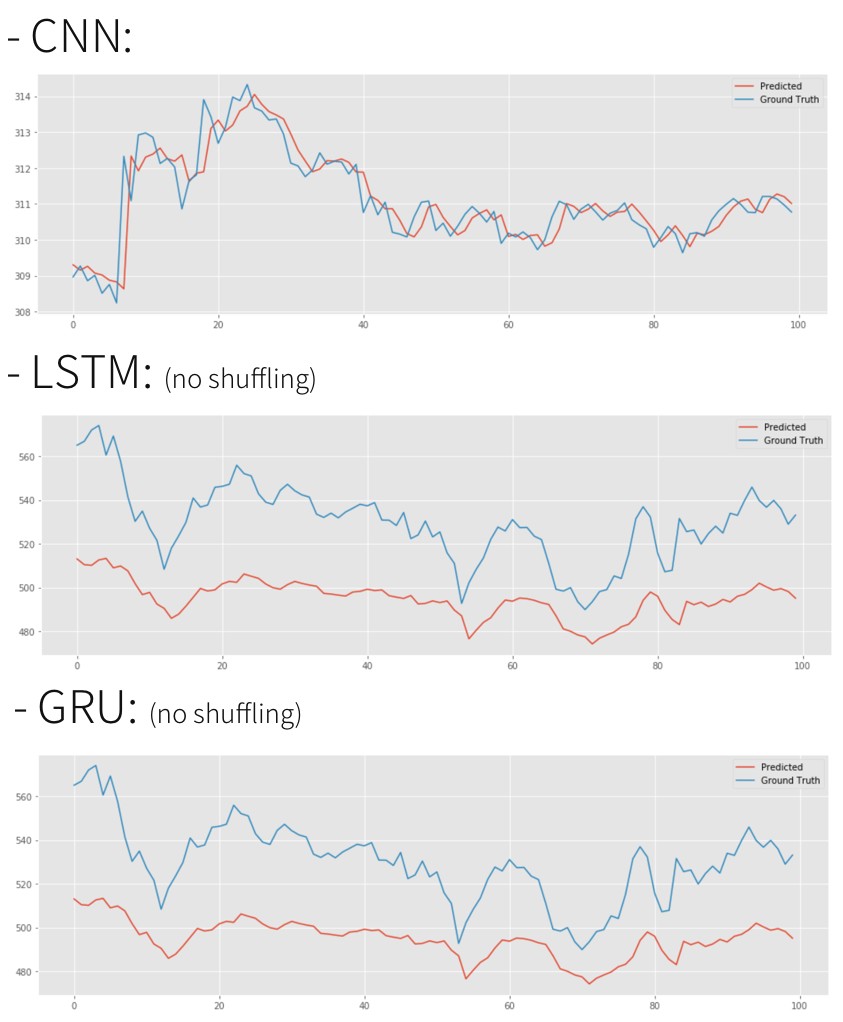 - CNN:
Predicted
Ground Truth
314
313
312
311
310
309
308
0 20 40 60 80 100
- LSTM: (no shuffling)
Predicted
Ground Truth
560
540
520
500
480
0 20 40 60 80 100
- GRU: (no shuffling)
Predicted
Ground Truth
560
540
520
500
480
0 20 40 60 80 100